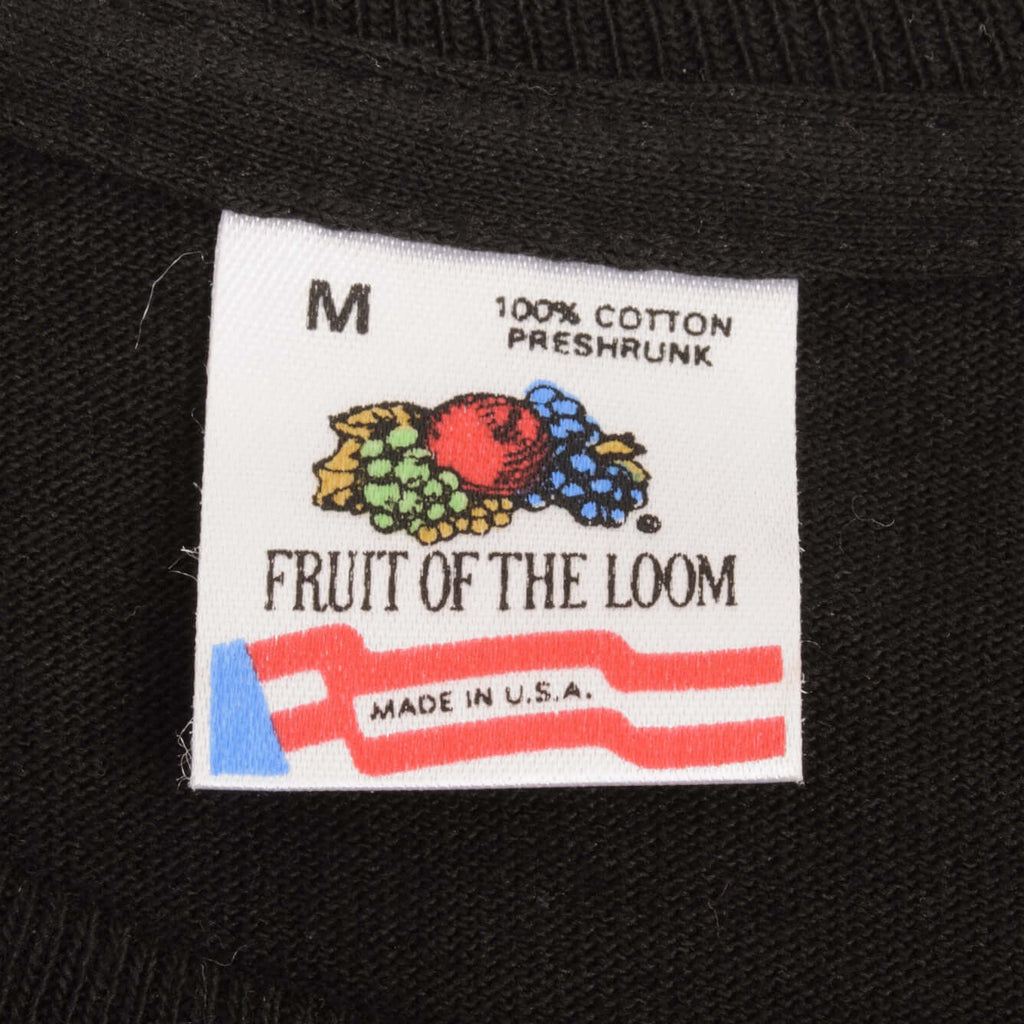 M
100% COTTON
PRESHRUNK
®
FRUIT OF THE LOOM
MADE IN U.S.A.